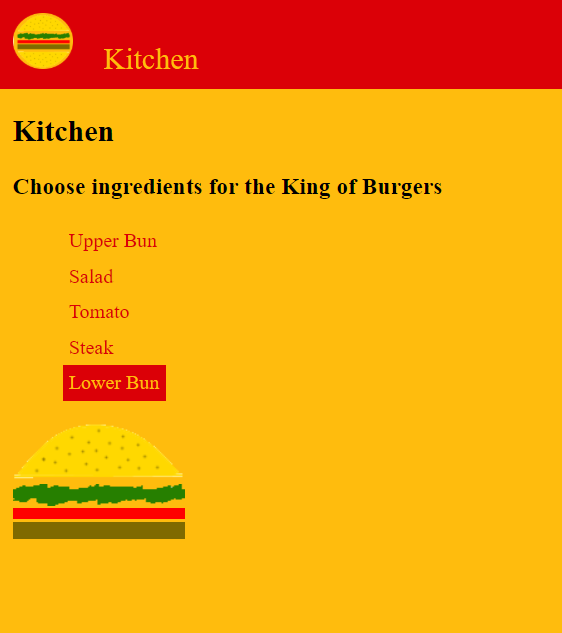 Kitchen
Kitchen
Choose ingredients for the King of Burgers
Upper Bun
Salad
Tomato
Steak
Lower Bun